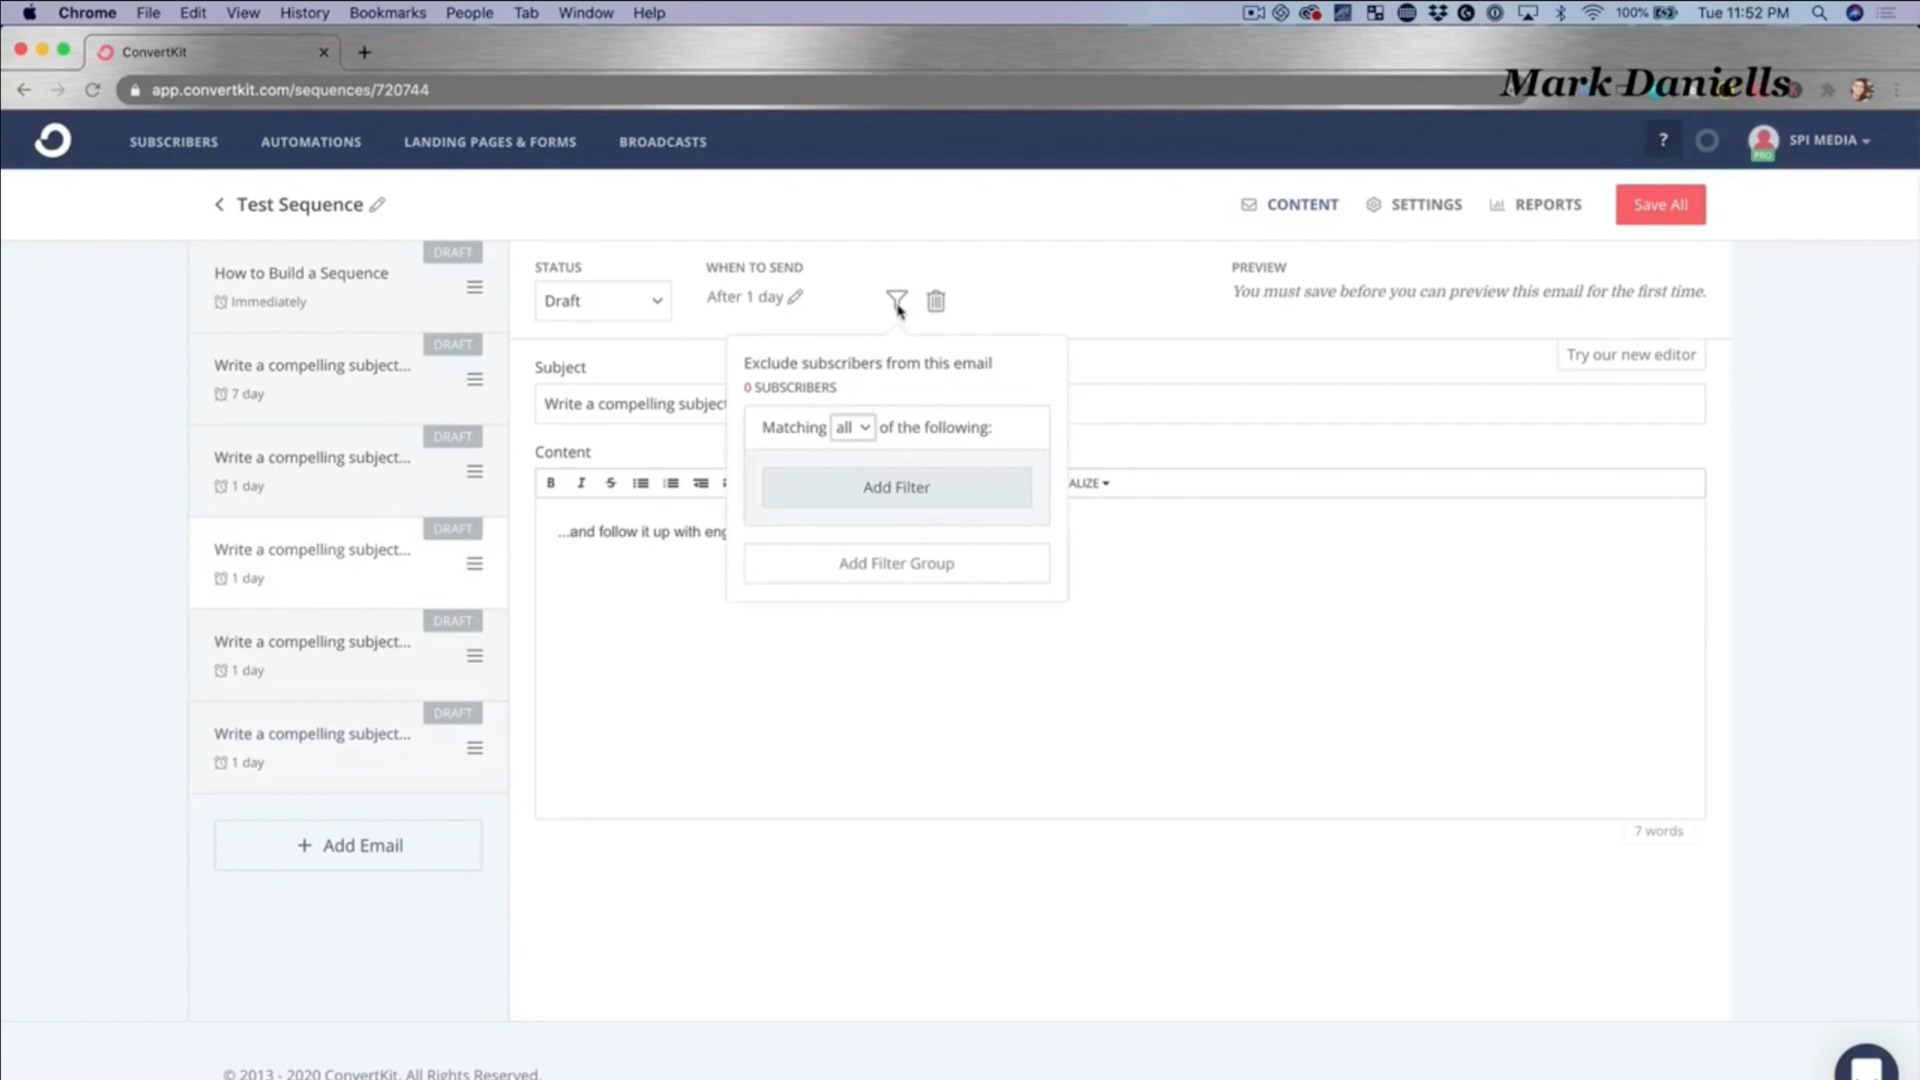 Chrome File Edit View History Bookmarks People Tab Window Help 100% Tue 11:52 PM
ConvertKit
app.convertkit.com/sequences/720744
Mark Daniells
SUBSCRIBERS AUTOMATIONS LANDING PAGES & FORMS BROADCASTS ? PRO SPI MEDIA
Test Sequence CONTENT SETTINGS REPORTS Save All
DRAFT
How to Build a Sequence
Immediately
DRAFT
Write a compelling subject...
7 day
DRAFT
Write a compelling subject...
1 day
DRAFT
Write a compelling subject...
1 day
DRAFT
Write a compelling subject...
1 day
DRAFT
Write a compelling subject...
1 day
+ Add Email
STATUS WHEN TO SEND PREVIEW
Draft After 1 day You must save before you can preview this email for the first time.
Try our new editor
Subject
Write a compelling subject
Content
B I S ALIZE
...and follow it up with eng
Exclude subscribers from this email
0 SUBSCRIBERS
Matching all of the following:
Add Filter
Add Filter Group
7 words
© 2013 - 2020 ConvertKit. All Rights Reserved.